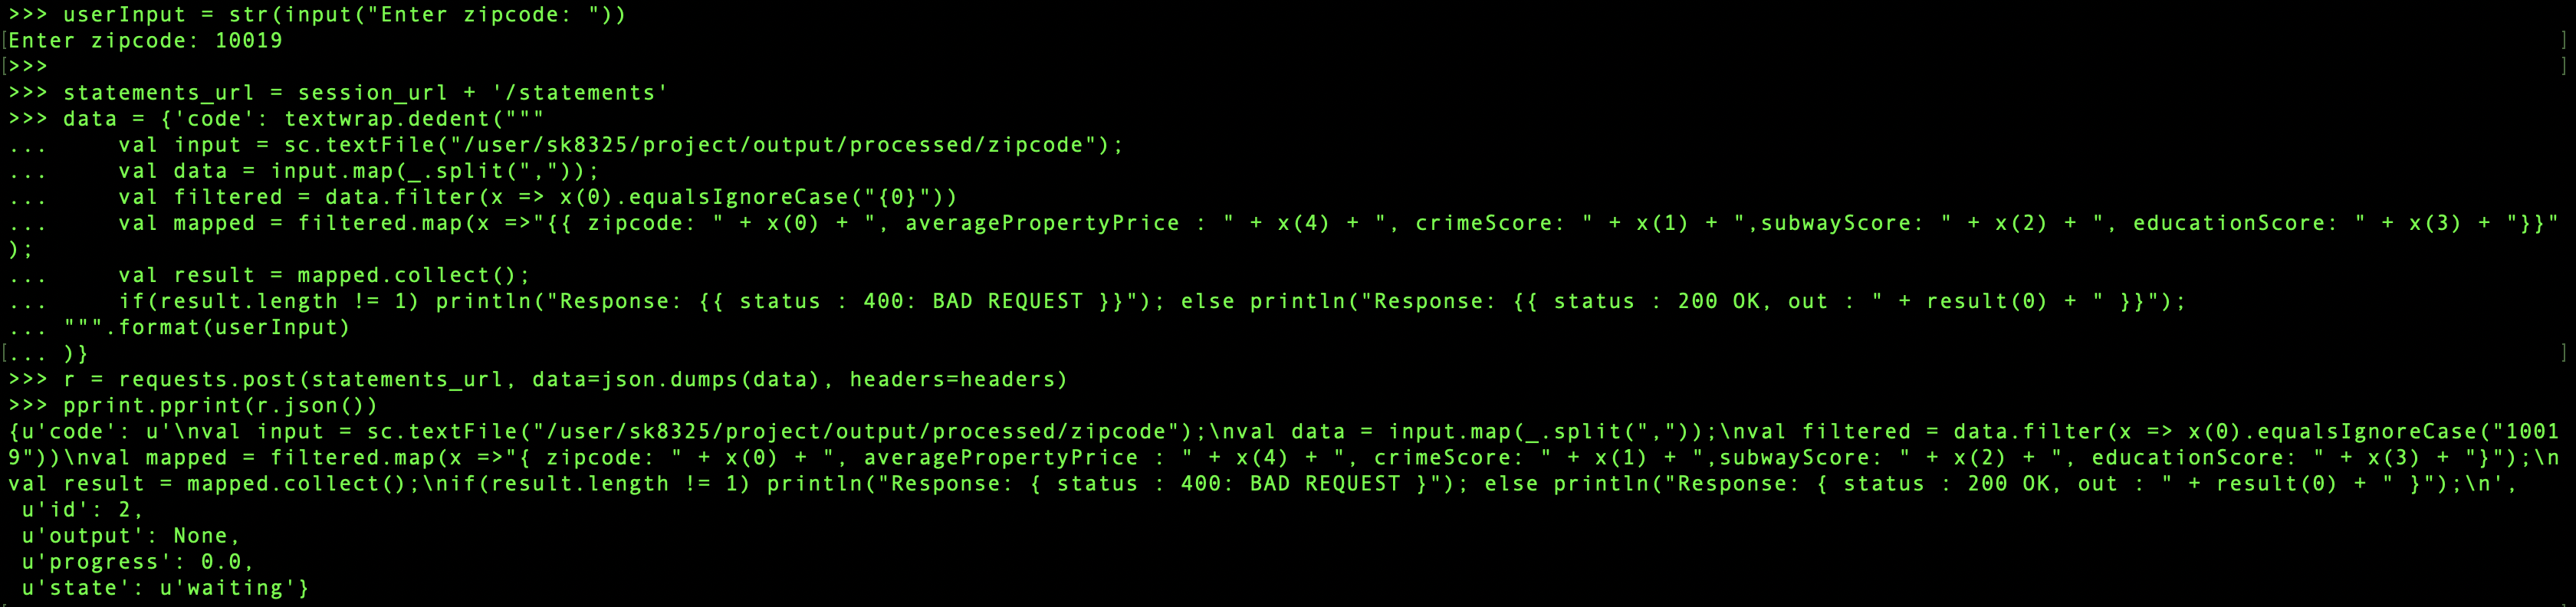 >>> userInput = str(input("Enter zipcode: "))
[Enter zipcode: 10019 ]
[>>> ]
>>> statements_url = session_url + '/statements'
>>> data = {'code': textwrap.dedent("""
...     val input = sc.textFile("/user/sk8325/project/output/processed/zipcode");
...     val data = input.map(_.split(","));
...     val filtered = data.filter(x => x(0).equalsIgnoreCase("{0}"))
...     val mapped = filtered.map(x =>"{{ zipcode: " + x(0) + ", averagePropertyPrice : " + x(4) + ", crimeScore: " + x(1) + ",subwayScore: " + x(2) + ", educationScore: " + x(3) + "}}"
);
...     val result = mapped.collect();
...     if(result.length != 1) println("Response: {{ status : 400: BAD REQUEST }}"); else println("Response: {{ status : 200 OK, out : " + result(0) + " }}");
... """.format(userInput)
[... )} ]
>>> r = requests.post(statements_url, data=json.dumps(data), headers=headers)
>>> pprint.pprint(r.json())
{u'code': u'\nval input = sc.textFile("/user/sk8325/project/output/processed/zipcode");\nval data = input.map(_.split(","));\nval filtered = data.filter(x => x(0).equalsIgnoreCase("1001
9"))\nval mapped = filtered.map(x =>"{ zipcode: " + x(0) + ", averagePropertyPrice : " + x(4) + ", crimeScore: " + x(1) + ",subwayScore: " + x(2) + ", educationScore: " + x(3) + "}");\n
val result = mapped.collect();\nif(result.length != 1) println("Response: { status : 400: BAD REQUEST }"); else println("Response: { status : 200 OK, out : " + result(0) + " }");\n',
 u'id': 2,
 u'output': None,
 u'progress': 0.0,
 u'state': u'waiting'}